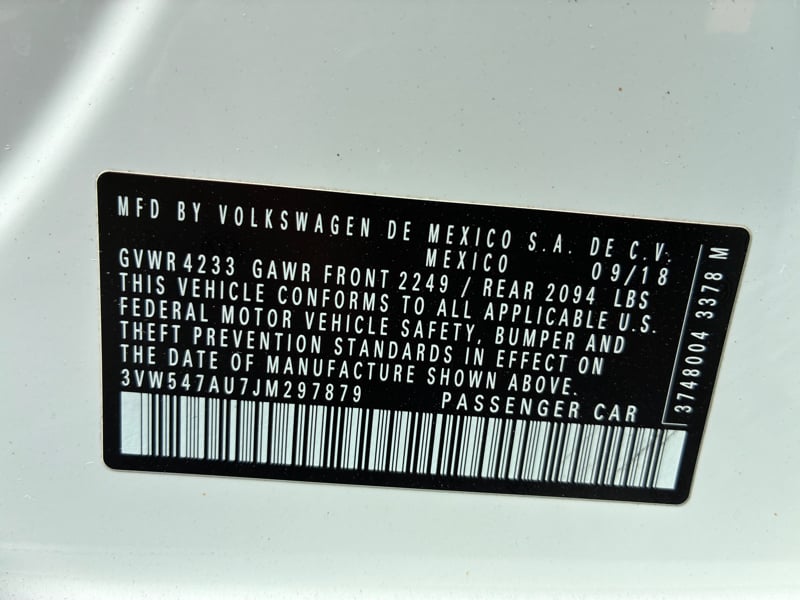 MFD BY VOLKSWAGEN DE MEXICO S.A. DE C.V.
MEXICO 09/18
GVWR 4233 GAWR FRONT 2249 / REAR 2094 LBS
THIS VEHICLE CONFORMS TO ALL APPLICABLE U.S.
FEDERAL MOTOR VEHICLE SAFETY, BUMPER AND
THEFT PREVENTION STANDARDS IN EFFECT ON
THE DATE OF MANUFACTURE SHOWN ABOVE.
3VW547AU7JM297879 PASSENGER CAR
3748004 3378 M